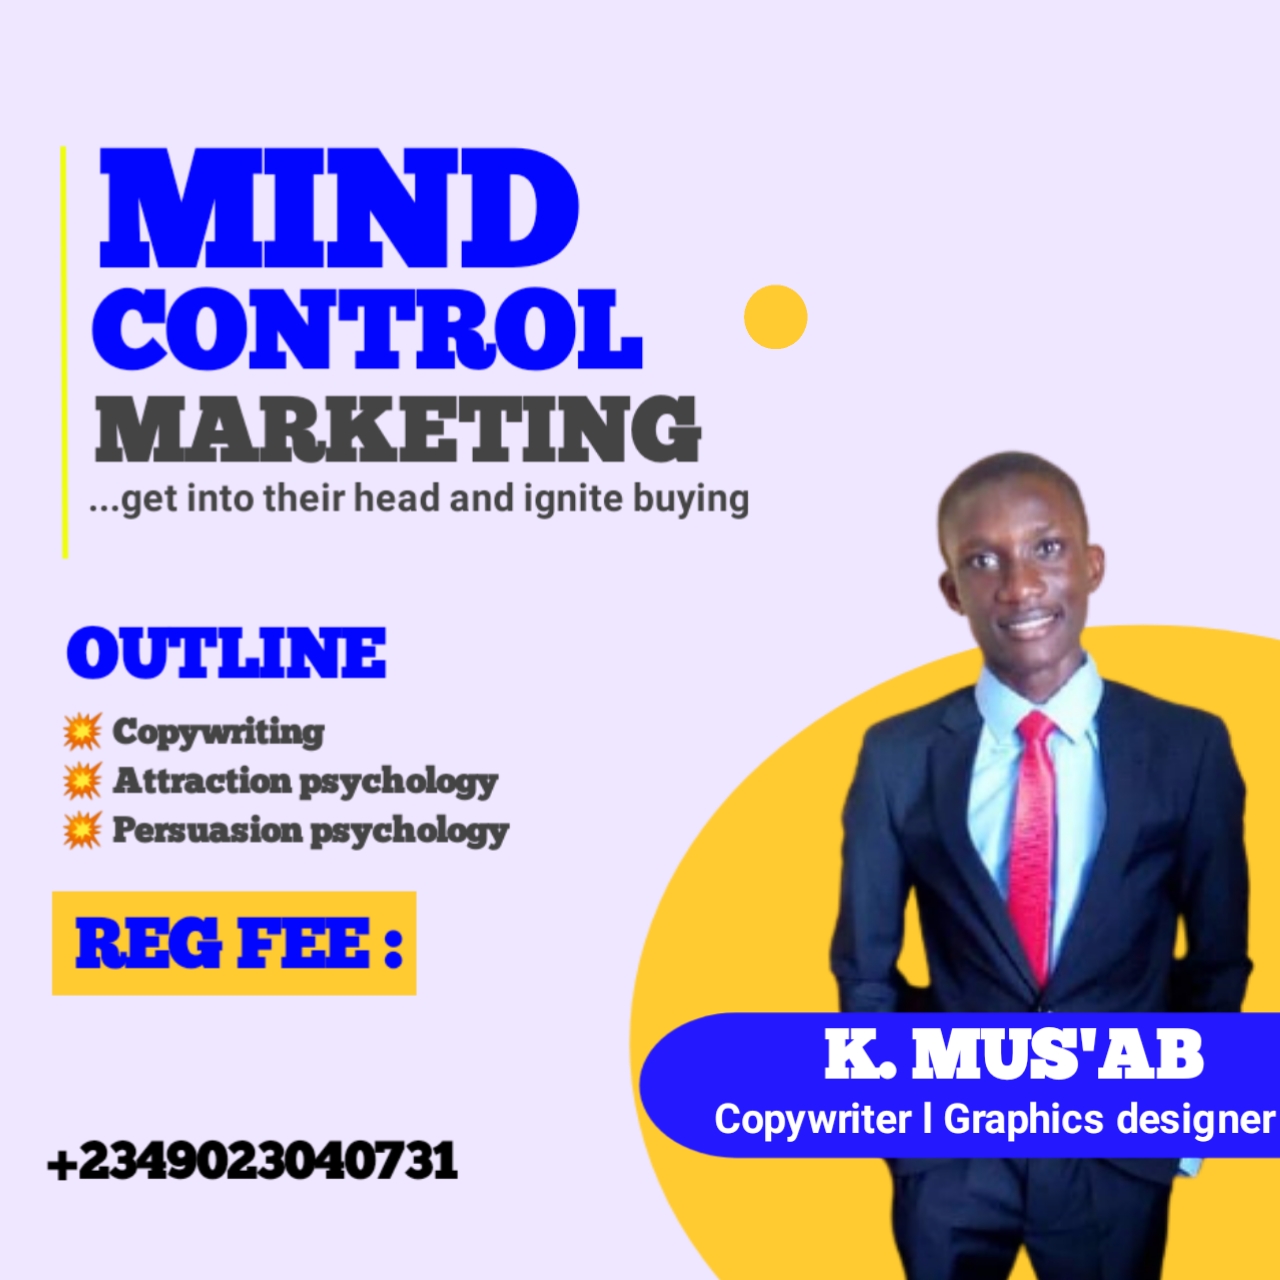 MIND
CONTROL
MARKETING
...get into their head and ignite buying
OUTLINE
💥 Copywriting
💥 Attraction psychology
💥 Persuasion psychology
REG FEE :
K. MUS'AB
Copywriter l Graphics designer
+2349023040731